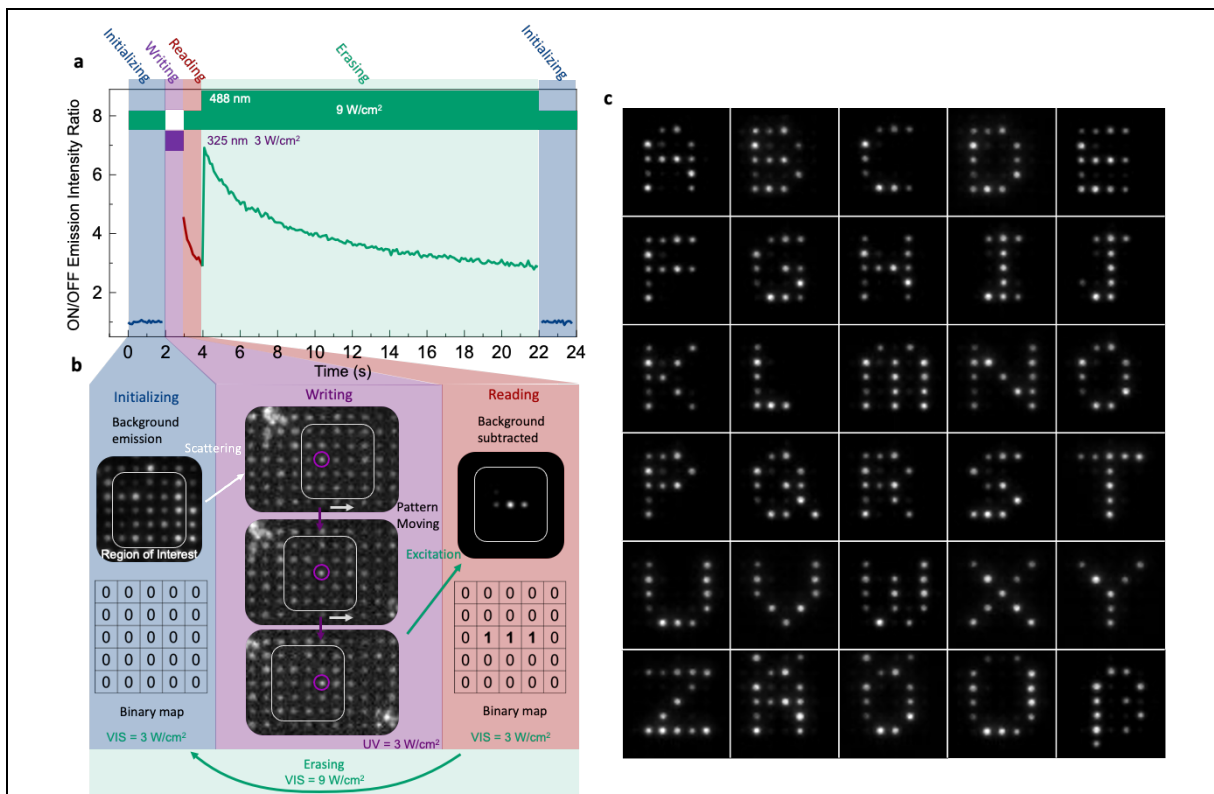 Initializing
Writing
Reading
Erasing
Initializing
a
488 nm
9 W/cm²
325 nm 3 W/cm²
ON/OFF Emission Intensity Ratio
8
6
4
2
0 2 4 6 8 10 12 14 16 18 20 22 24
Time (s)
b
Initializing
Writing
Reading
Background
emission
Scattering
Background
subtracted
Pattern
Moving
Excitation
Region of Interest
0 0 0 0 0
0 0 0 0 0
0 0 0 0 0
0 0 0 0 0
0 0 0 0 0
0 0 0 0 0
0 0 0 0 0
0 1 1 1 0
0 0 0 0 0
0 0 0 0 0
Binary map
Binary map
VIS = 3 W/cm²
UV = 3 W/cm²
VIS = 3 W/cm²
Erasing
VIS = 9 W/cm²
c
A B C D E
F G H I J
K L m N O
P Q R S T
U V W X Y
Z Ä Ö Ü β